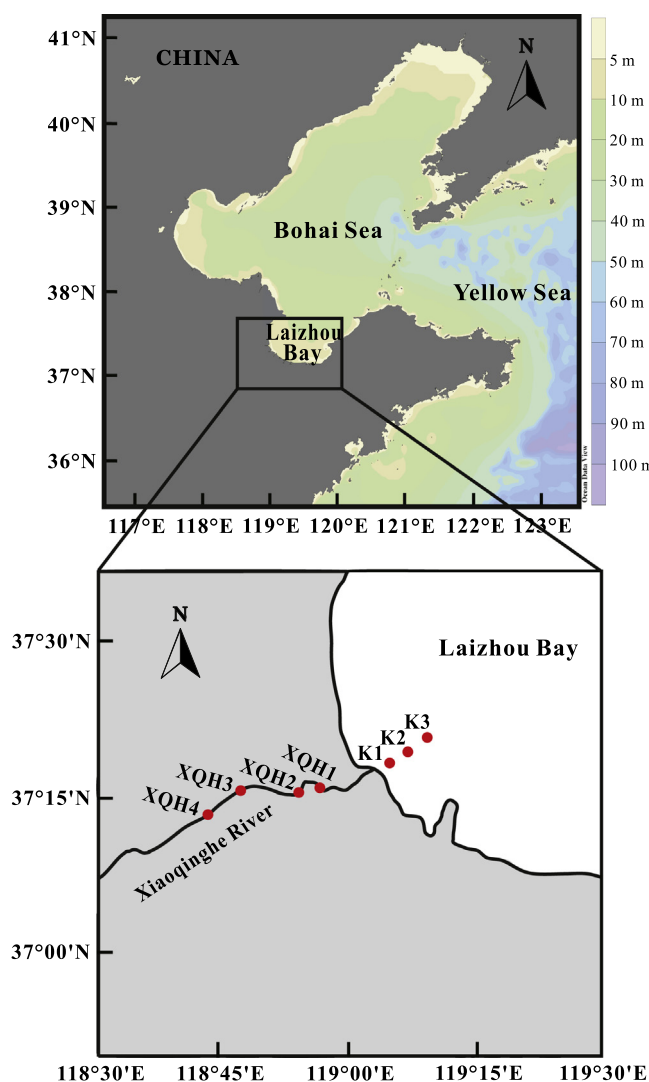 41°N
CHINA
N
5 m
10 m
40°N
20 m
30 m
39°N
Bohai Sea
40 m
50 m
38°N
Yellow Sea
60 m
Laizhou
Bay
70 m
37°N
80 m
90 m
36°N
100 m
Ocean Data View
117°E 118°E 119°E 120°E 121°E 122°E 123°E
N
37°30'N
Laizhou Bay
K3
K2
K1
XQH1
XQH2
XQH3
XQH4
37°15'N
Xiaoqinghe River
37°00'N
118°30'E 118°45'E 119°00'E 119°15'E 119°30'E